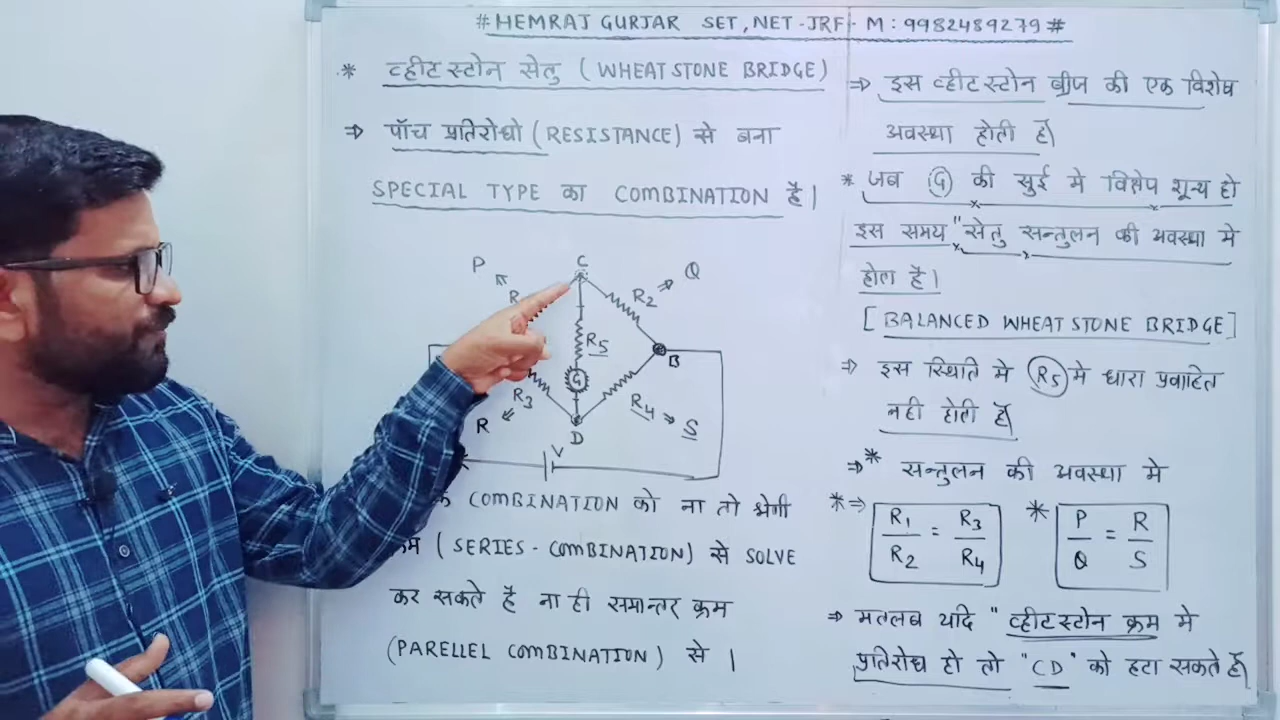 #HEMRAJ GURJAR SET, NET-JRF- M: 9982489279#
* व्हीटस्टोन सेतु (WHEATSTONE BRIDGE)
⇒ पाँच प्रतिरोधो (RESISTANCE) से बना
SPECIAL TYPE का COMBINATION है।
C
P
Q
R2
R5
B
G
R3
R4
R
S
D
V
COMBINATION को ना तो श्रेणी
(SERIES-COMBINATION) से SOLVE
कर सकते है ना ही समान्तर क्रम
(PARELLEL COMBINATION) से |
⇒ इस व्हीटस्टोन ब्रीज की एक विशेष
अवस्था होती है
* जब G की सुई मे विक्षेप शून्य हो
इस समय "सेतु सन्तुलन की अवस्था मे
होता है।
[BALANCED WHEATSTONE BRIDGE]
⇒ इस स्थिति मे R5 मे धारा प्रवाहित
नही होती है
⇒* सन्तुलन की अवस्था मे
*⇒ R1/R2 = R3/R4 * P/Q = R/S
⇒ मतलब यदि "व्हीटस्टोन क्रम मे
प्रतिरोध हो तो "CD" को हटा सकते है